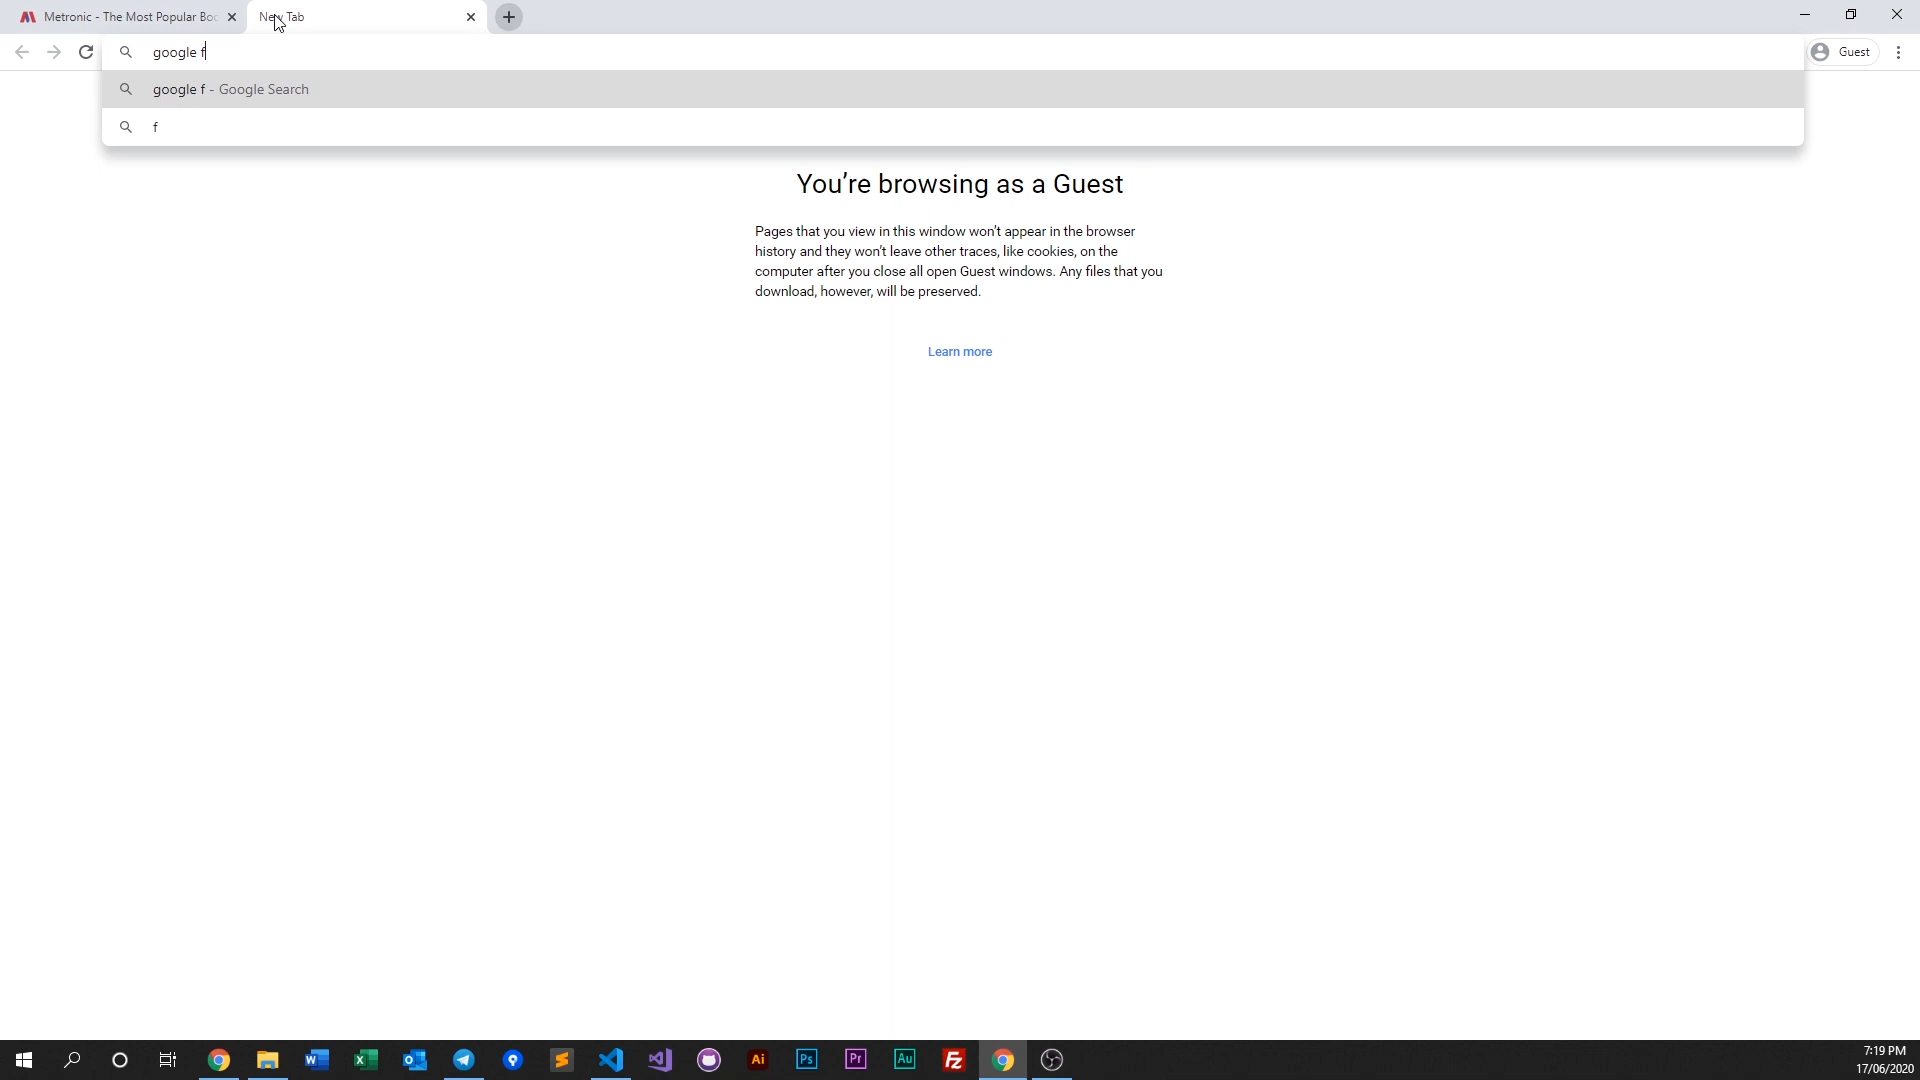 Metronic - The Most Popular Boo
New Tab
google f
Guest
google f - Google Search
f
You're browsing as a Guest
Pages that you view in this window won't appear in the browser
history and they won't leave other traces, like cookies, on the
computer after you close all open Guest windows. Any files that you
download, however, will be preserved.
Learn more
Ai
Ps
Pr
Au
Fz
7:19 PM
17/06/2020